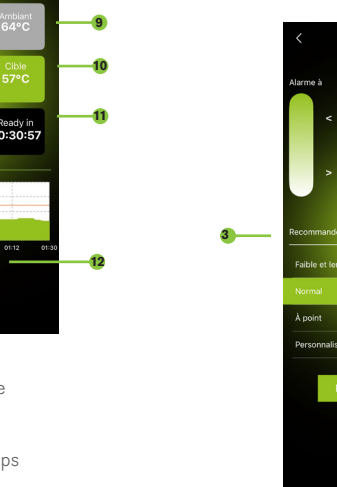 Ambiant
64°C
9
Cible
57°C
10
Ready in
0:30:57
11
01:12 01:30
12
e
ps
<
Alarme à
<
>
3
Recommandé
Faible et len
Normal
À point
Personnalis